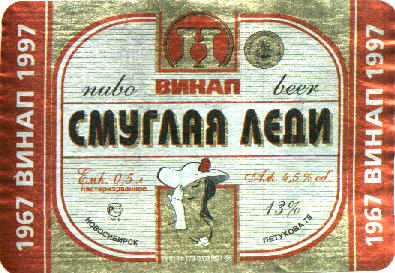 1967 ВИНАП 1997
пиво ВИНАП beer
СМУГЛАЯ ЛЕДИ
Емк. 0,5 л
пастеризованное
Алк. 4,5% об
13%
НОВОСИБИРСК
ПЕТУХОВА 79
1967 ВИНАП 1997